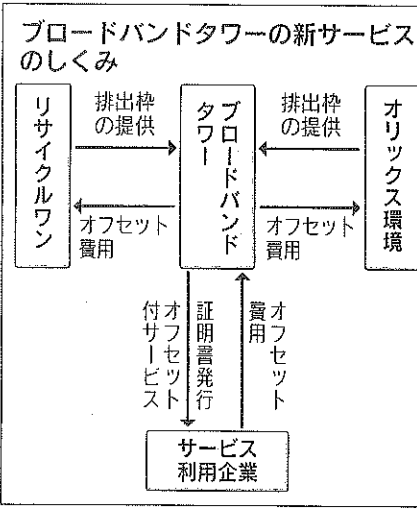 ブロードバンドタワーの新サービス
のしくみ
リサイクルワン
排出枠
の提供
オフセット
費用
ブロードバンド
タワー
排出枠
の提供
オフセット
費用
オリックス環境
証明書発行
オフセット
付サービス
オフセット
費用
サービス
利用企業